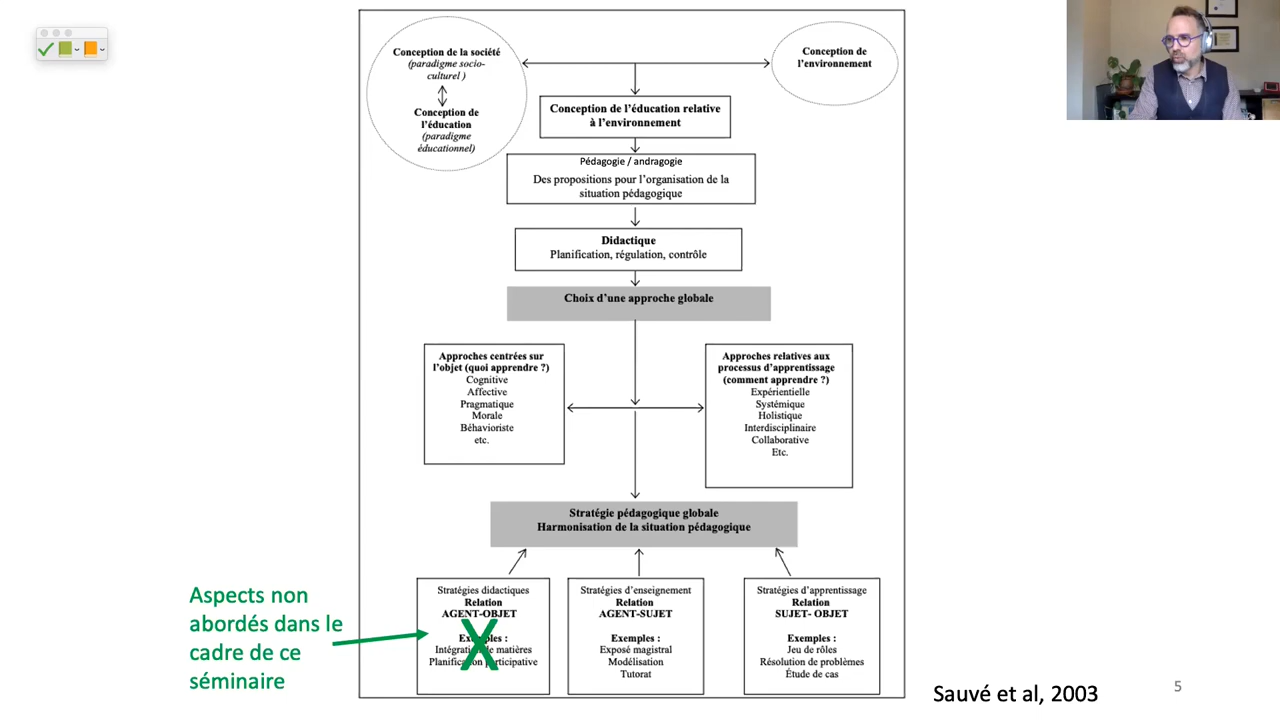 Conception de la société
(paradigme socio-
culturel )
Conception de
l'éducation
(paradigme
éducationnel)
Conception de
l'environnement
Conception de l'éducation relative
à l'environnement
Pédagogie / andragogie
Des propositions pour l'organisation de la
situation pédagogique
Didactique
Planification, régulation, contrôle
Choix d'une approche globale
Approches centrées sur
l'objet (quoi apprendre ?)
Cognitive
Affective
Pragmatique
Morale
Béhavioriste
etc.
Approches relatives aux
processus d'apprentissage
(comment apprendre ?)
Expérientielle
Systémique
Holistique
Interdisciplinaire
Collaborative
Etc.
Stratégie pédagogique globale
Harmonisation de la situation pédagogique
Aspects non
abordés dans le
cadre de ce
séminaire
Stratégies didactiques
Relation
AGENT-OBJET
Exemples :
Intégration de matières
Planification participative
X
Stratégies d'enseignement
Relation
AGENT-SUJET
Exemples :
Exposé magistral
Modélisation
Tutorat
Stratégies d'apprentissage
Relation
SUJET- OBJET
Exemples :
Jeu de rôles
Résolution de problèmes
Étude de cas
Sauvé et al, 2003
5